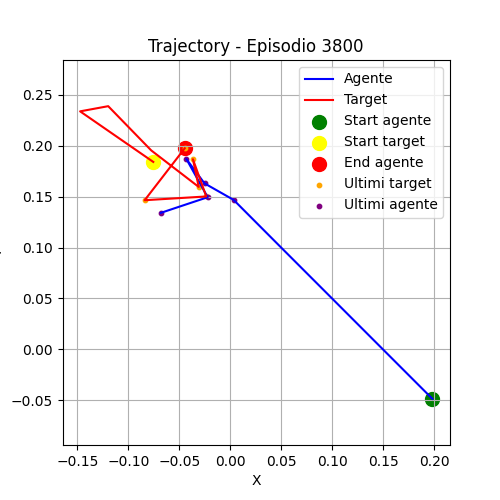 Trajectory - Episodio 3800
Agente
Target
Start agente
Start target
End agente
Ultimi target
Ultimi agente
0.25
0.20
0.15
0.10
0.05
0.00
−0.05
−0.15
−0.10
−0.05
0.00
0.05
0.10
0.15
0.20
X